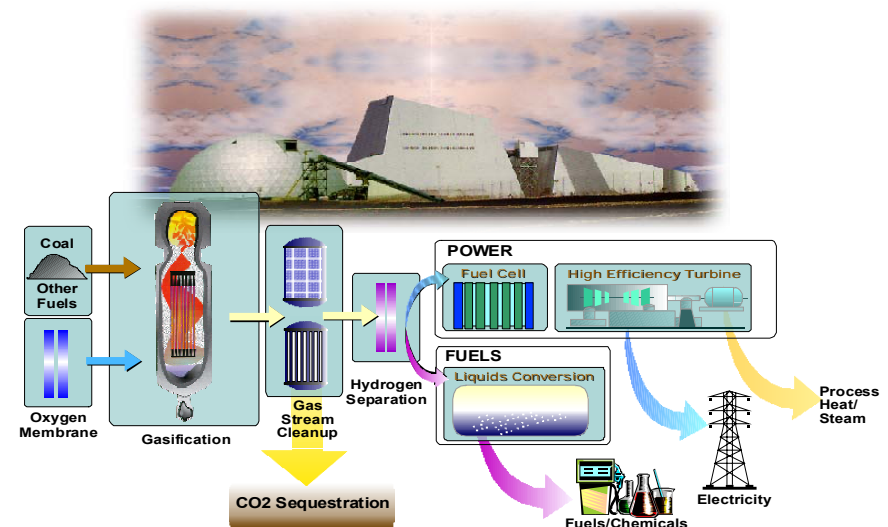 Coal
Other
Fuels
Oxygen
Membrane
Gasification
Gas
Stream
Cleanup
CO2 Sequestration
Hydrogen
Separation
POWER
Fuel Cell
High Efficiency Turbine
FUELS
Liquids Conversion
Process
Heat/
Steam
Electricity
Fuels/Chemicals